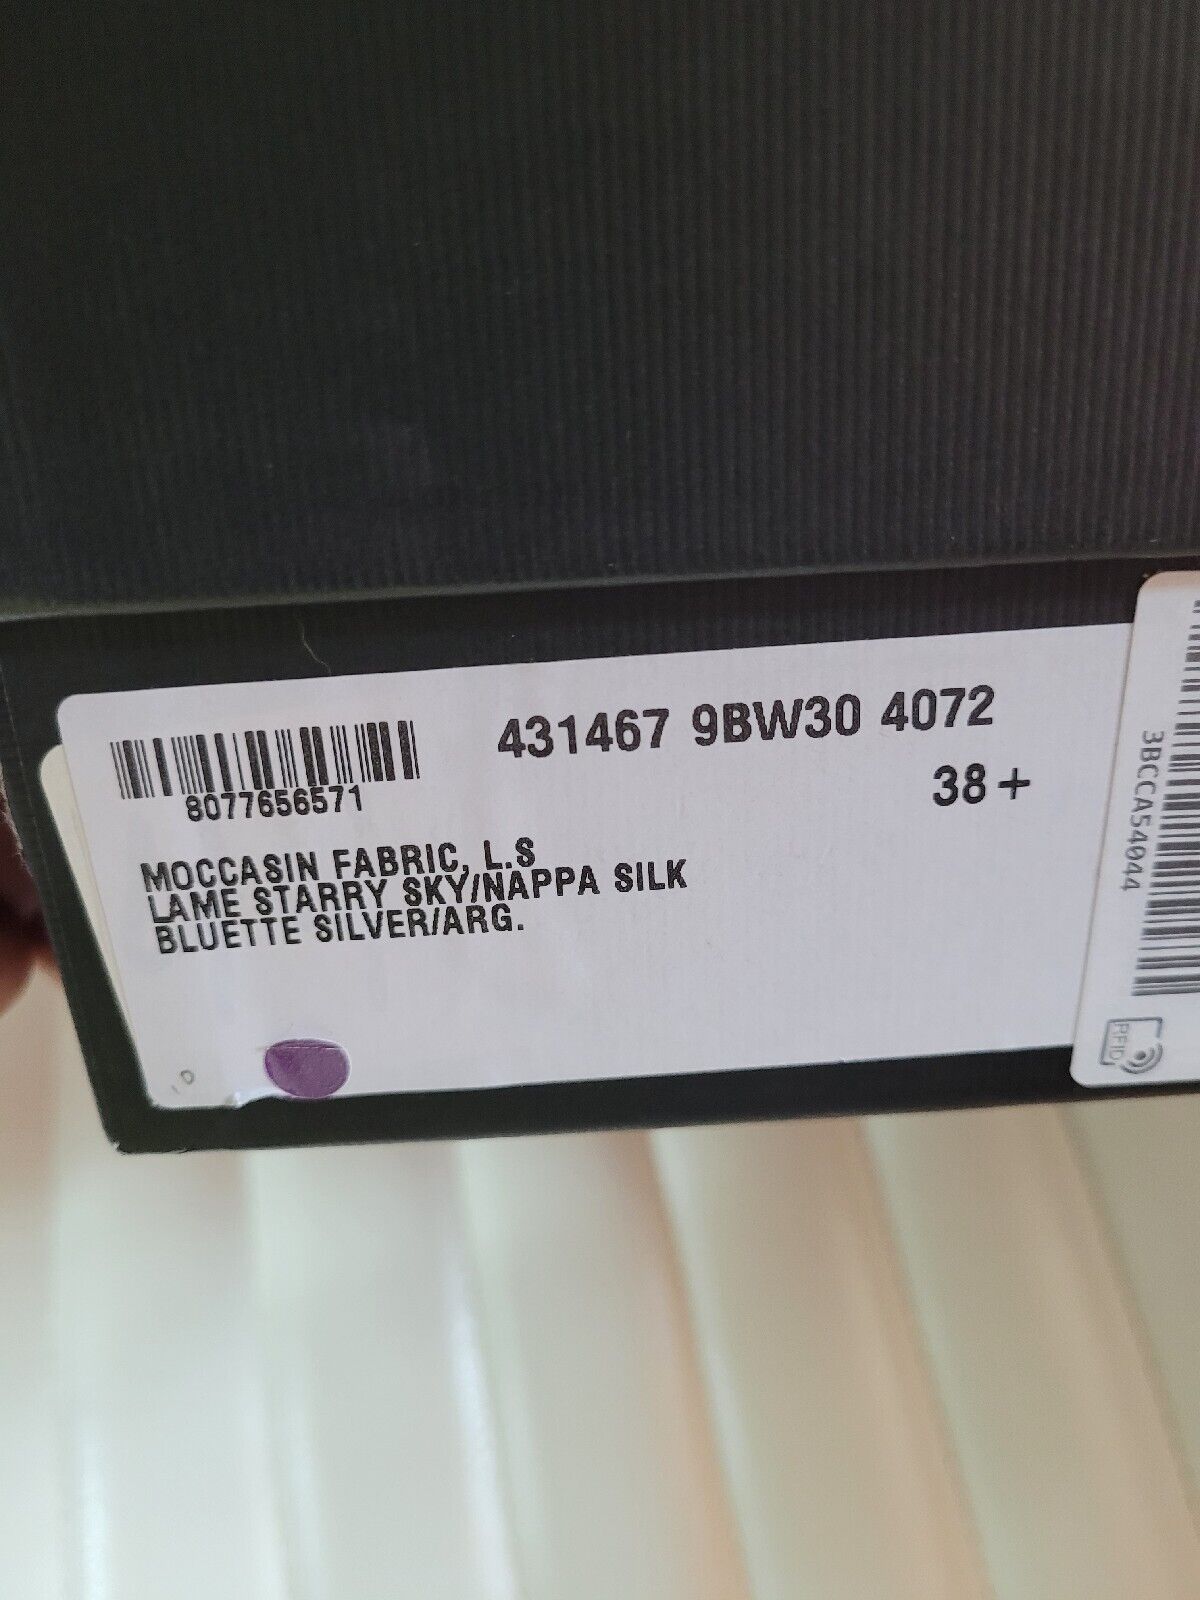 431467 9BW30 4072
38+
8077656571
MOCCASIN FABRIC, L.S
LAME STARRY SKY/NAPPA SILK
BLUETTE SILVER/ARG.
3BCCA54044
RFID